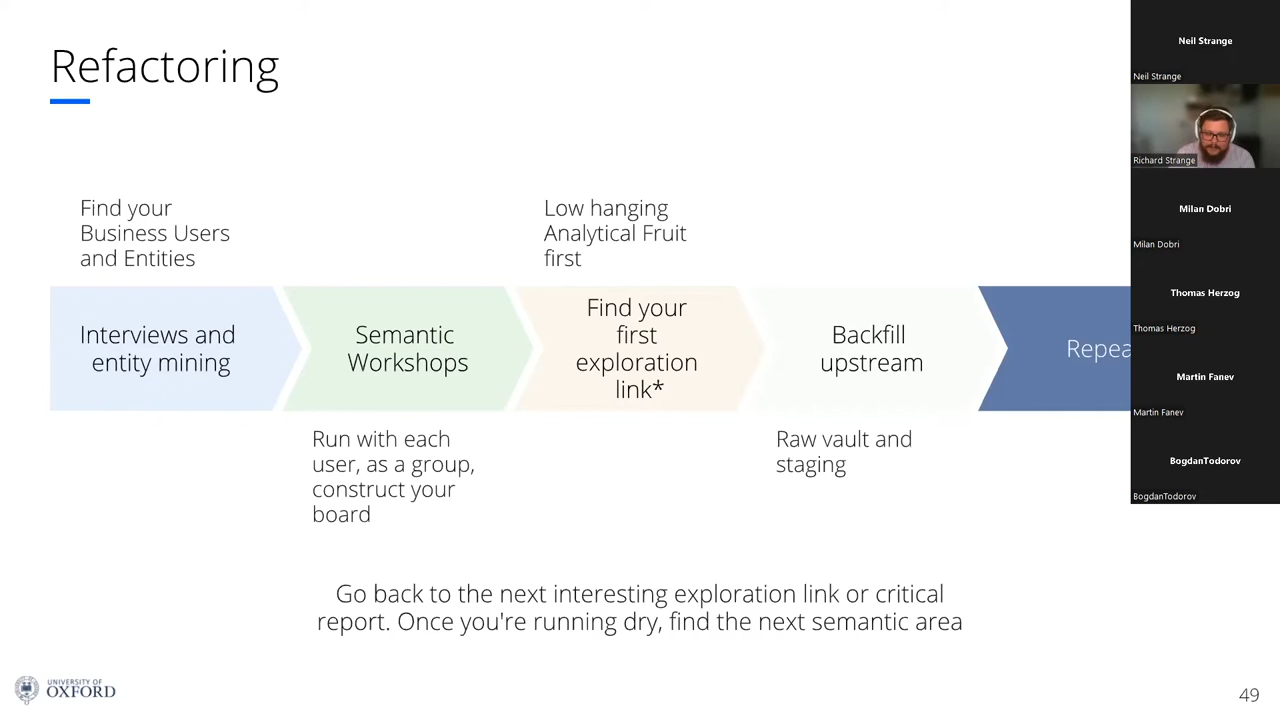 Refactoring
Find your
Business Users
and Entities
Low hanging
Analytical Fruit
first
Interviews and
entity mining
Semantic
Workshops
Find your
first
exploration
link*
Backfill
upstream
Repea
Run with each
user, as a group,
construct your
board
Raw vault and
staging
Go back to the next interesting exploration link or critical
report. Once you're running dry, find the next semantic area
UNIVERSITY OF
OXFORD
49
Neil Strange
Neil Strange
Richard Strange
Milan Dobri
Milan Dobri
Thomas Herzog
Thomas Herzog
Martin Fanev
Martin Fanev
BogdanTodorov
BogdanTodorov